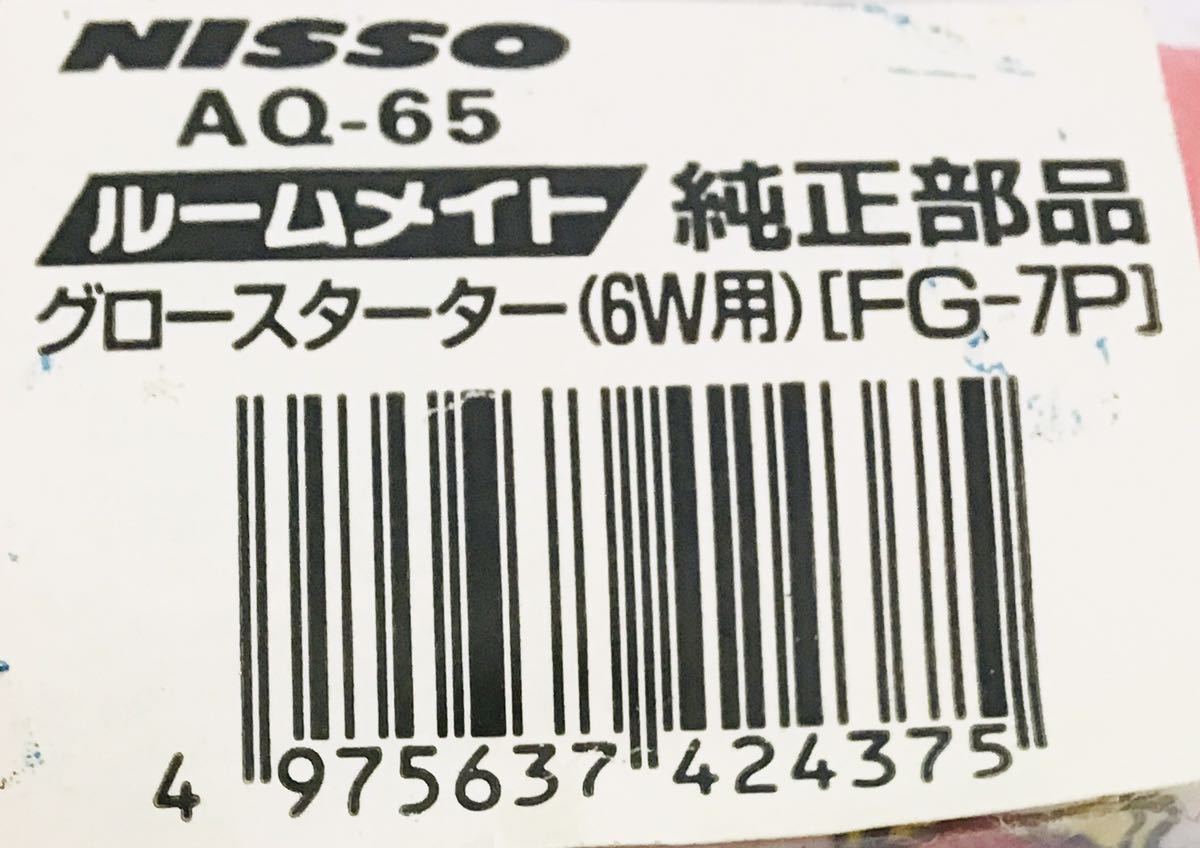 NISSO
AQ-65
ルームメイト 純正部品
グロースターター(6W用)[FG-7P]
4 975637 424375